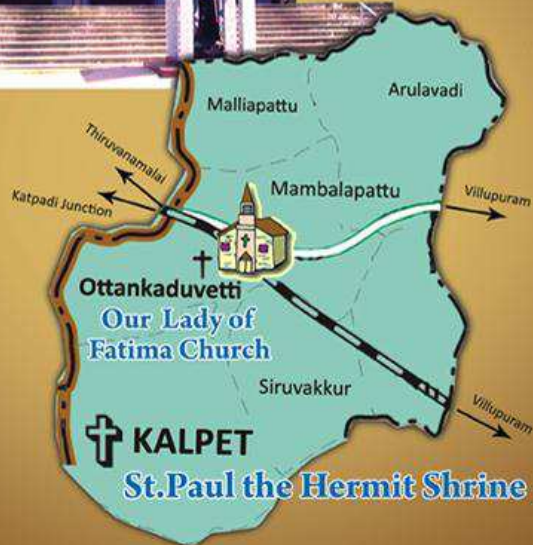 Arulavadi
Malliapattu
Thiruvanamalai
Katpadi Junction
Mambalapattu
Villupuram
Ottankaduvetti
Our Lady of
Fatima Church
Siruvakkur
Villupuram
KALPET
St.Paul the Hermit Shrine